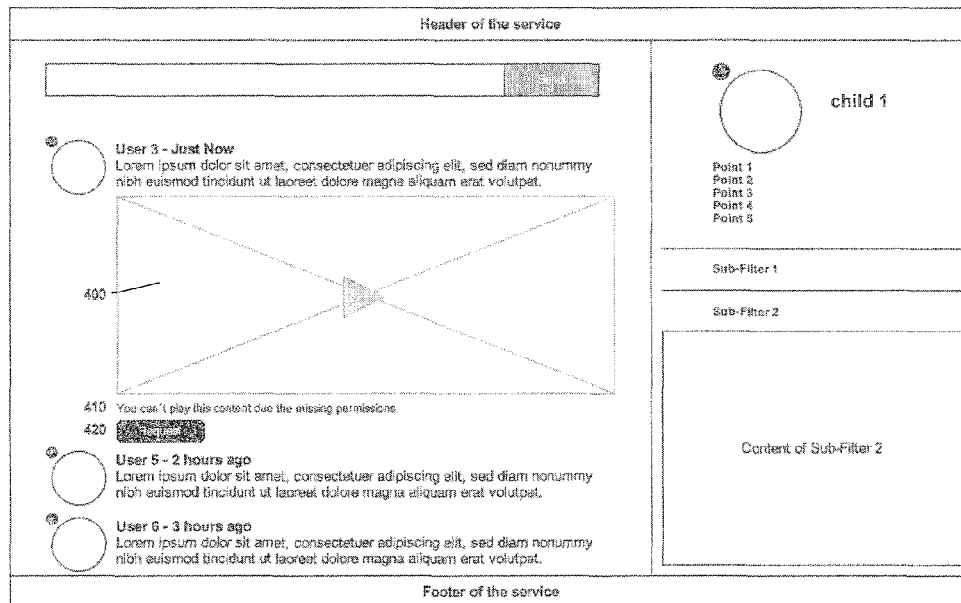 Header of the service
User 3 - Just Now
Lorem ipsum dolor sit amet, consectetuer adipiscing elit, sed diam nonummy
nibh euismod tincidunt ut laoreet dolore magna aliquam erat volutpat.
400
410 You can't play this content due the missing permissions
420 Request
User 5 - 2 hours ago
Lorem ipsum dolor sit amet, consectetuer adipiscing elit, sed diam nonummy
nibh euismod tincidunt ut laoreet dolore magna aliquam erat volutpat.
User 6 - 3 hours ago
Lorem ipsum dolor sit amet, consectetuer adipiscing elit, sed diam nonummy
nibh euismod tincidunt ut laoreet dolore magna aliquam erat volutpat.
child 1
Point 1
Point 2
Point 3
Point 4
Point 5
Sub-Filter 1
Sub-Filter 2
Content of Sub-Filter 2
Footer of the service